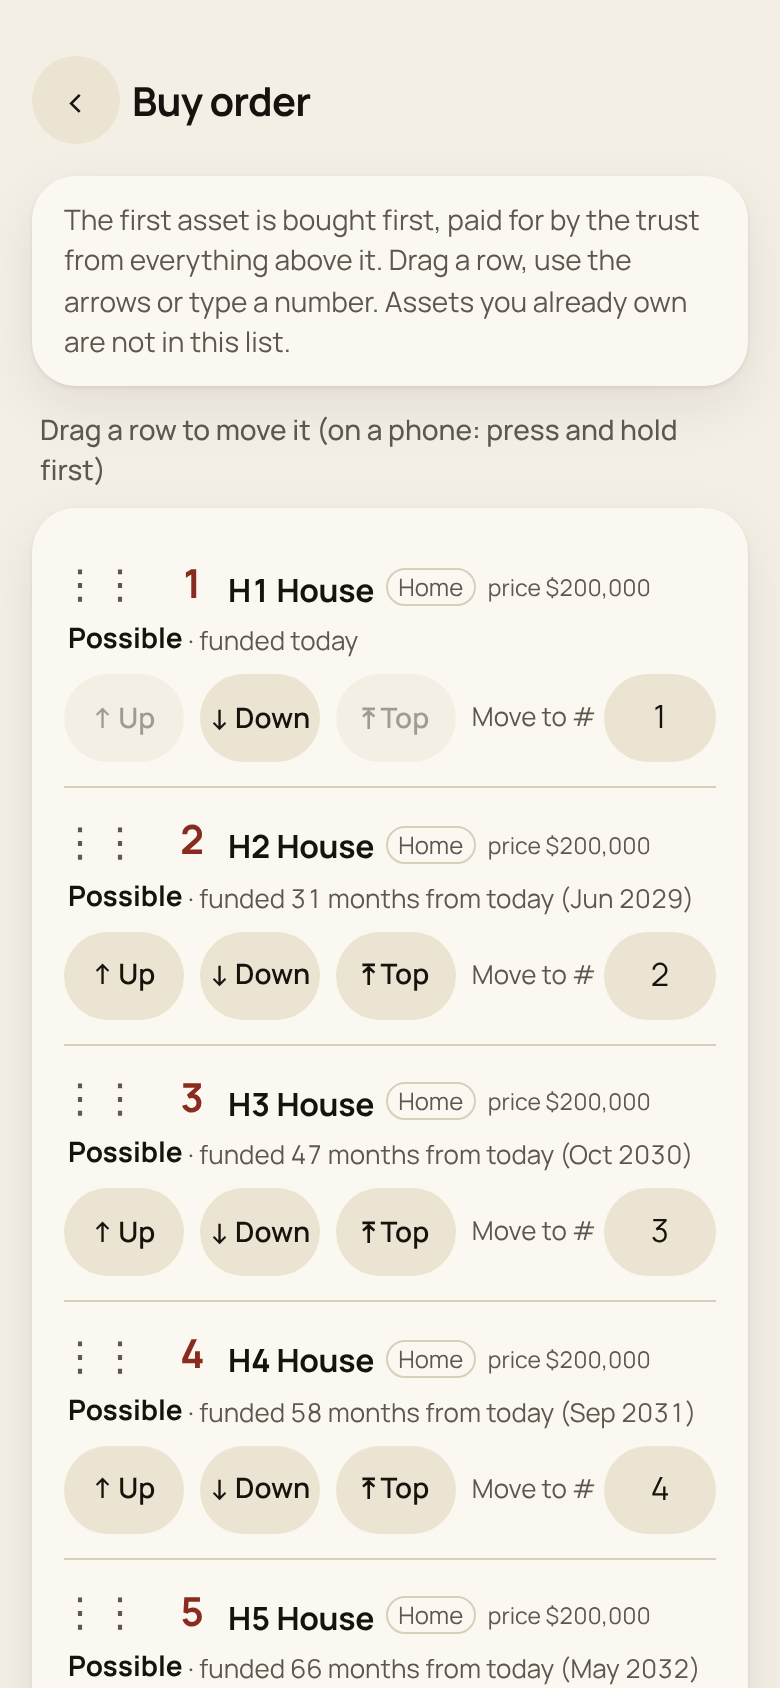 ‹ Buy order
The first asset is bought first, paid for by the trust
from everything above it. Drag a row, use the
arrows or type a number. Assets you already own
are not in this list.
Drag a row to move it (on a phone: press and hold
first)
⋮⋮ 1 H1 House Home price $200,000
Possible · funded today
↑ Up ↓ Down ⤒ Top Move to # 1
⋮⋮ 2 H2 House Home price $200,000
Possible · funded 31 months from today (Jun 2029)
↑ Up ↓ Down ⤒ Top Move to # 2
⋮⋮ 3 H3 House Home price $200,000
Possible · funded 47 months from today (Oct 2030)
↑ Up ↓ Down ⤒ Top Move to # 3
⋮⋮ 4 H4 House Home price $200,000
Possible · funded 58 months from today (Sep 2031)
↑ Up ↓ Down ⤒ Top Move to # 4
⋮⋮ 5 H5 House Home price $200,000
Possible · funded 66 months from today (May 2032)